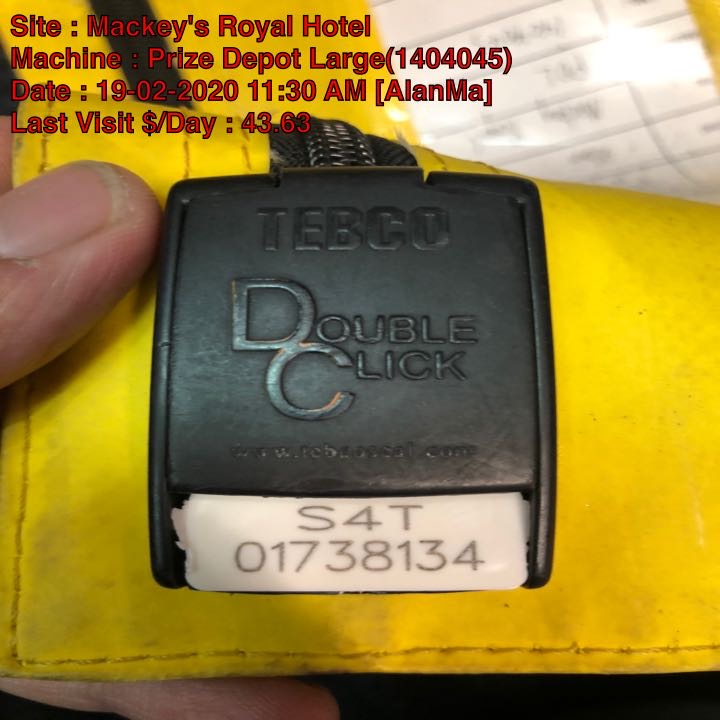 Site : Mackey's Royal Hotel
Machine : Prize Depot Large(1404045)
Date : 19-02-2020 11:30 AM [AlanMa]
Last Visit $/Day : 43.63
TEBCO
DOUBLE
CLICK
S4T
01738134